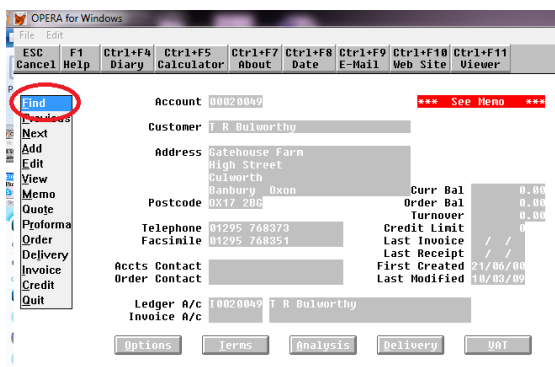 OPERA for Windows
File Edit
ESC F1 Ctrl+F4 Ctrl+F5 Ctrl+F7 Ctrl+F8 Ctrl+F9 Ctrl+F10 Ctrl+F11
Cancel Help Diary Calculator About Date E-Mail Web Site Viewer
Find
Previous
Next
Add
Edit
View
Memo
Quote
Proforma
Order
Delivery
Invoice
Credit
Quit
Account 00020049 *** See Memo ***
Customer T R Bulworthy
Address Gatehouse Farm
High Street
Culworth
Banbury Oxon
Postcode OX17 2BG
Telephone 01295 768373
Facsimile 01295 768351
Accts Contact
Order Contact
Ledger A/c I0020049 T R Bulworthy
Invoice A/c
Curr Bal 0.00
Order Bal 0.00
Turnover 0.00
Credit Limit 0
Last Invoice / /
Last Receipt / /
First Created 21/06/00
Last Modified 10/03/09
Options Terms Analysis Delivery VAT